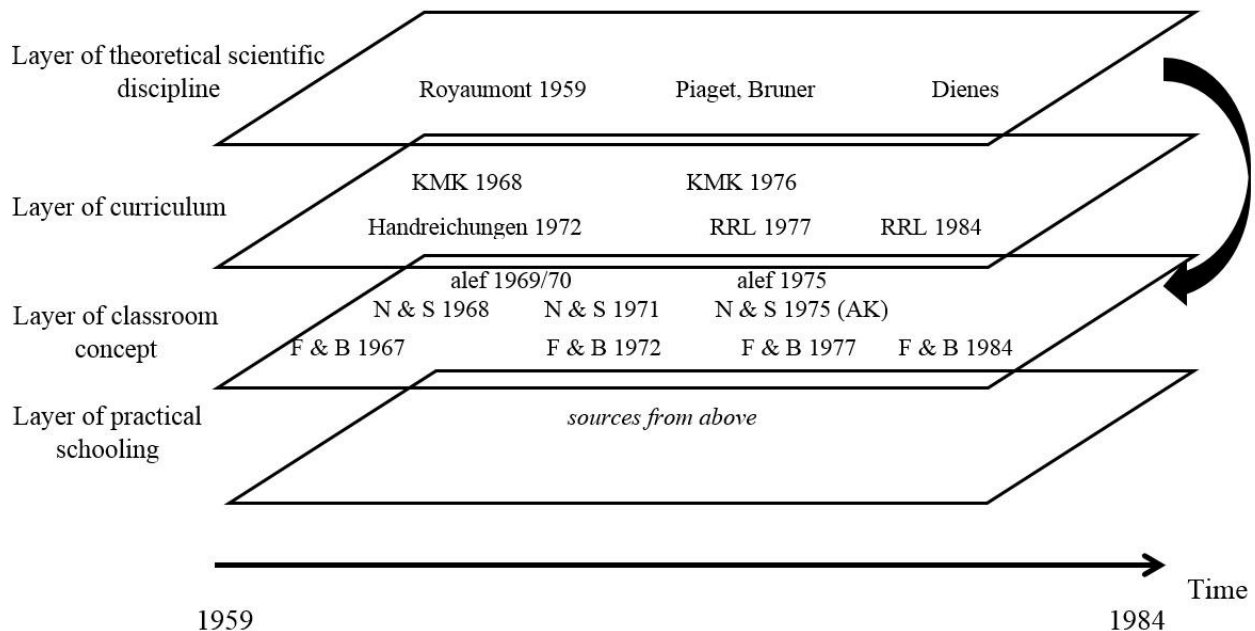 Layer of theoretical scientific
discipline
Royaumont 1959 Piaget, Bruner Dienes
Layer of curriculum
KMK 1968 KMK 1976
Handreichungen 1972 RRL 1977 RRL 1984
Layer of classroom
concept
alef 1969/70 alef 1975
N & S 1968 N & S 1971 N & S 1975 (AK)
F & B 1967 F & B 1972 F & B 1977 F & B 1984
Layer of practical
schooling
sources from above
Time
1959 1984